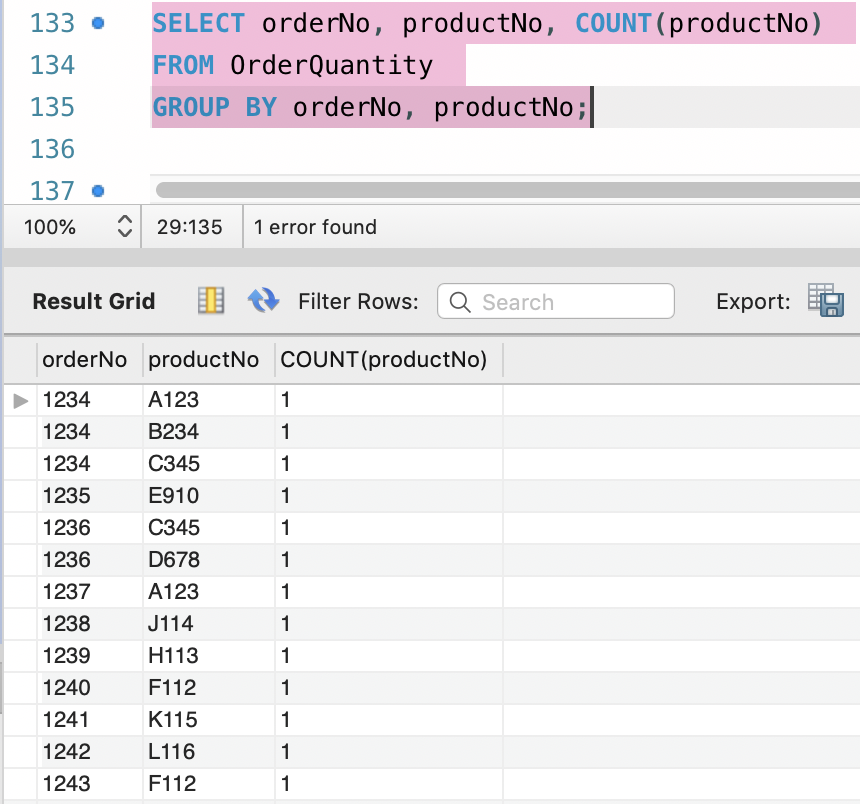 133 SELECT orderNo, productNo, COUNT(productNo)
134 FROM OrderQuantity
135 GROUP BY orderNo, productNo;
136
137
100% 29:135 1 error found
Result Grid Filter Rows: Search Export:
orderNo productNo COUNT(productNo)
1234 A123 1
1234 B234 1
1234 C345 1
1235 E910 1
1236 C345 1
1236 D678 1
1237 A123 1
1238 J114 1
1239 H113 1
1240 F112 1
1241 K115 1
1242 L116 1
1243 F112 1